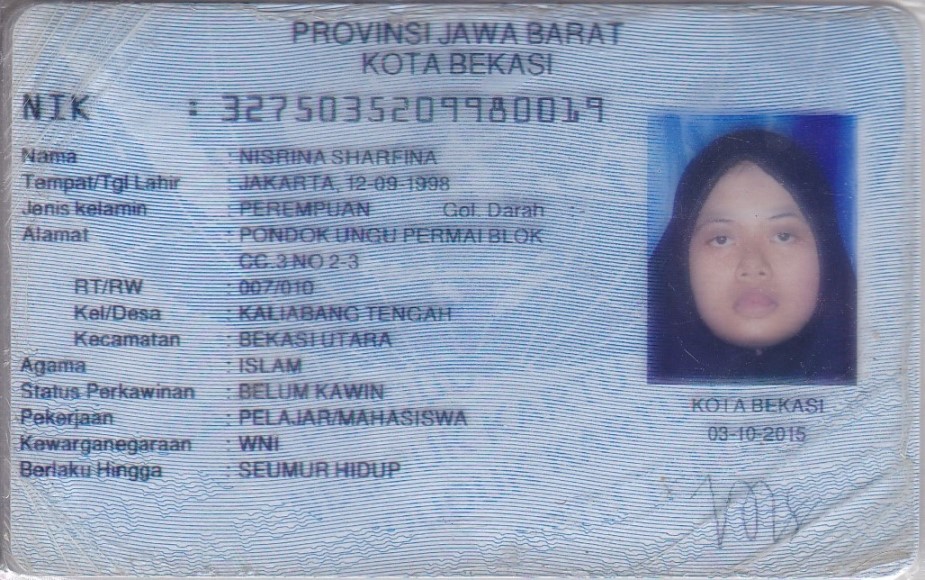 PROVINSI JAWA BARAT
KOTA BEKASI
NIK : 3275035209980019
Nama : NISRINA SHARFINA
Tempat/Tgl Lahir : JAKARTA, 12-09-1998
Jenis kelamin : PEREMPUAN Gol. Darah :-
Alamat : PONDOK UNGU PERMAI BLOK
CC.3 NO 2-3
RT/RW : 007/010
Kel/Desa : KALIABANG TENGAH
Kecamatan : BEKASI UTARA
Agama : ISLAM
Status Perkawinan : BELUM KAWIN
Pekerjaan : PELAJAR/MAHASISWA
Kewarganegaraan : WNI
Berlaku Hingga : SEUMUR HIDUP
KOTA BEKASI
03-10-2015